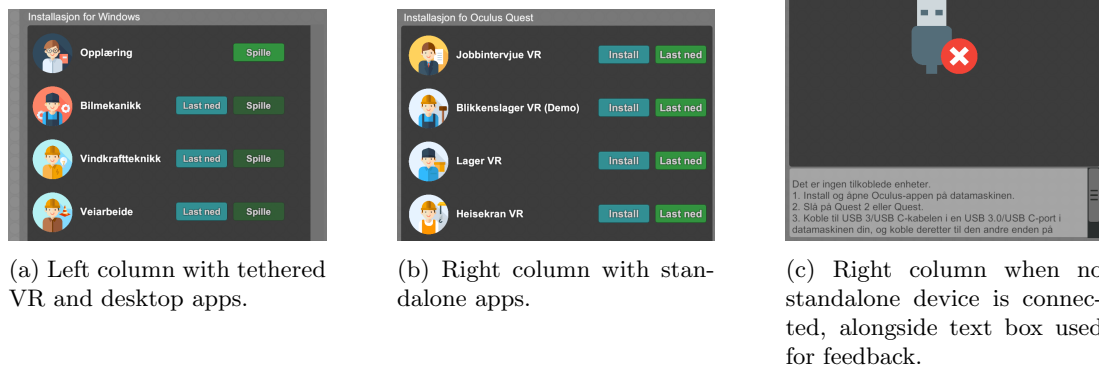 Installasjon for Windows
Opplæring
Spille
Bilmekanikk
Last ned
Spille
Vindkraftteknikk
Last ned
Spille
Veiarbeide
Last ned
Spille
(a) Left column with tethered
VR and desktop apps.
Installasjon fo Oculus Quest
Jobbintervjue VR
Install
Last ned
Blikkenslager VR (Demo)
Install
Last ned
Lager VR
Install
Last ned
Heisekran VR
Install
Last ned
(b) Right column with stan-
dalone apps.
Det er ingen tilkoblede enheter.
1. Install og åpne Oculus-appen på datamaskinen.
2. Slå på Quest 2 eller Quest.
3. Koble til USB 3/USB C-kabelen i en USB 3.0/USB C-port i
datamaskinen din, og koble deretter til den andre enden på
(c) Right column when no
standalone device is connec-
ted, alongside text box used
for feedback.